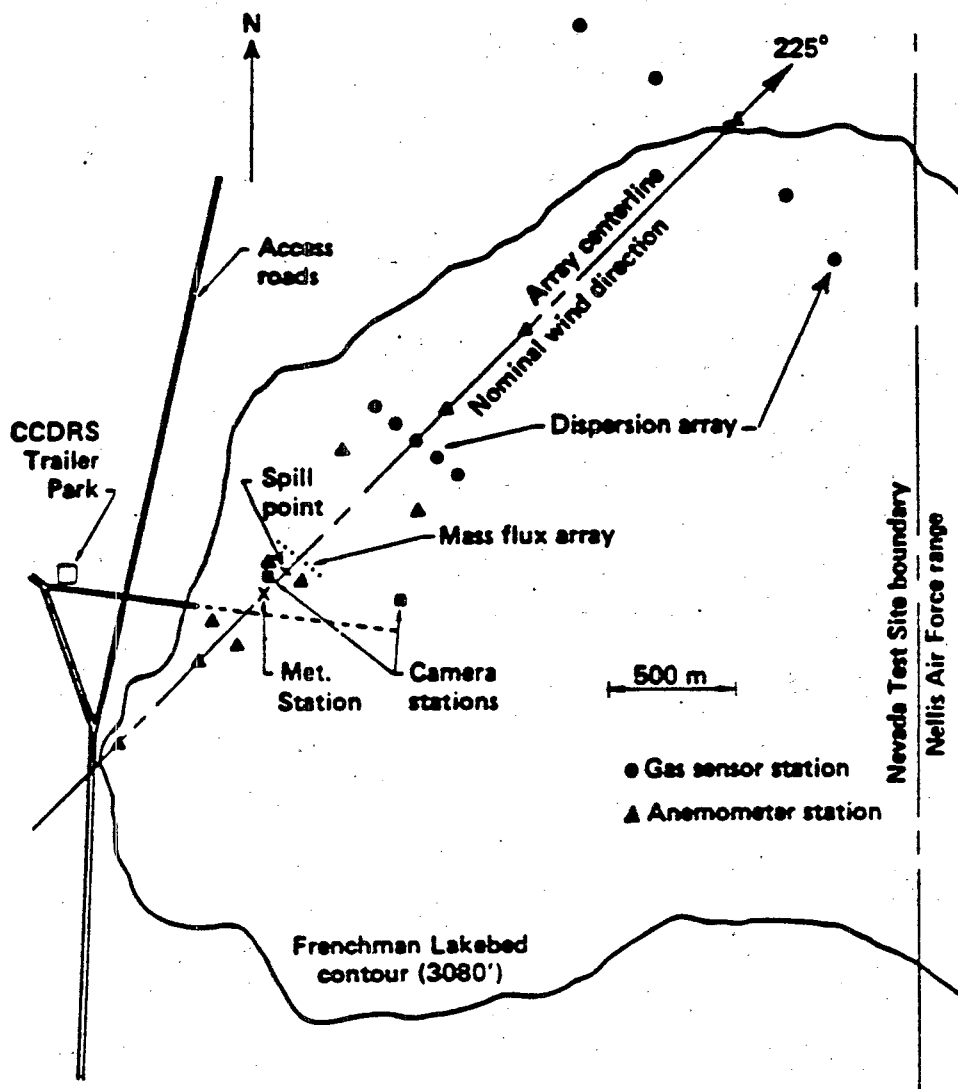 N
225°
Array centerline
Nominal wind direction
Access
roads
CCDRS
Trailer
Park
Spill
point
Dispersion array
Mass flux array
Met.
Station
Camera
stations
500 m
Nevada Test Site boundary
Nellis Air Force range
Gas sensor station
Anemometer station
Frenchman Lakebed
contour (3080')